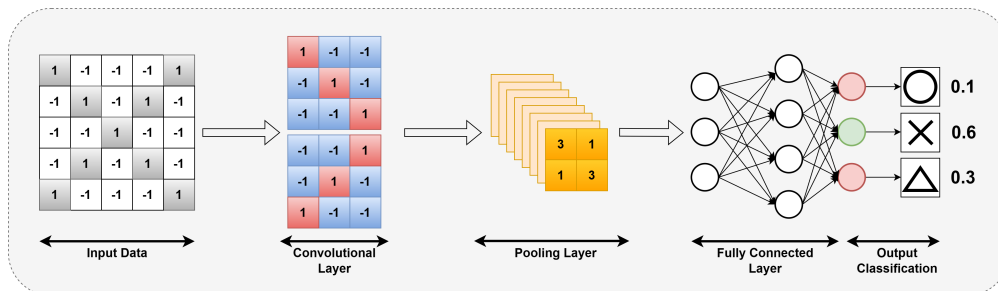 1 -1 -1 -1 1
-1 1 -1 1 -1
-1 -1 1 -1 -1
-1 1 -1 1 -1
1 -1 -1 -1 1
Input Data
1 -1 -1
-1 1 -1
-1 -1 1
-1 -1 1
-1 1 -1
1 -1 -1
Convolutional
Layer
3 1
1 3
Pooling Layer
Fully Connected
Layer
0.1
0.6
0.3
Output
Classification